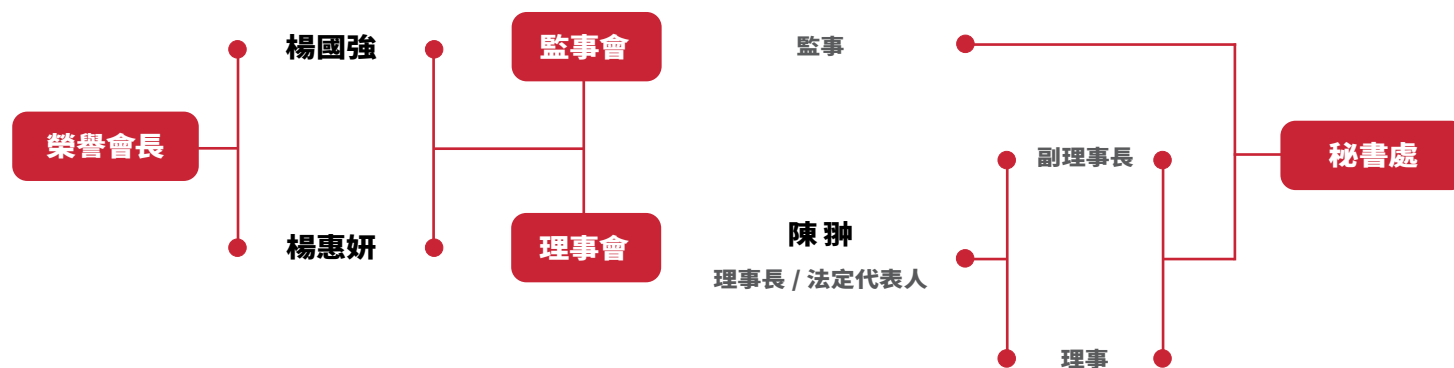 榮譽會長
楊國強
楊惠妍
監事會
理事會
監事
陳翀
理事長 / 法定代表人
副理事長
理事
秘書處